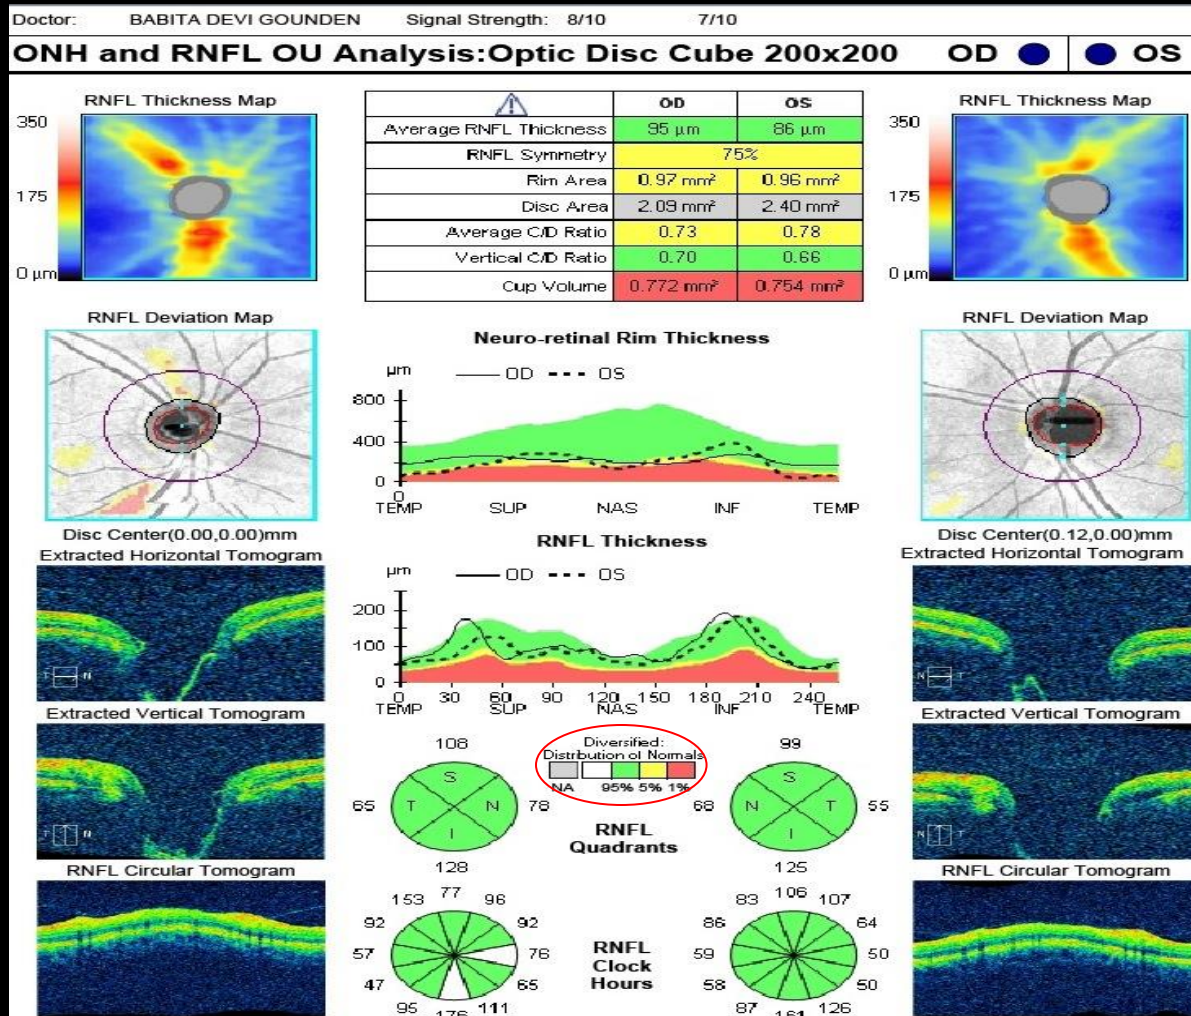 Doctor: BABITA DEVI GOUNDEN Signal Strength: 8/10 7/10
ONH and RNFL OU Analysis:Optic Disc Cube 200x200 OD OS
RNFL Thickness Map
350
175
0 µm
OD OS
Average RNFL Thickness 95 µm 86 µm
RNFL Symmetry 75%
Rim Area 0.97 mm² 0.96 mm²
Disc Area 2.09 mm² 2.40 mm²
Average C/D Ratio 0.73 0.78
Vertical C/D Ratio 0.70 0.66
Cup Volume 0.772 mm³ 0.754 mm³
RNFL Thickness Map
350
175
0 µm
RNFL Deviation Map
Disc Center(0.00,0.00)mm
Extracted Horizontal Tomogram
T N
Extracted Vertical Tomogram
T N
RNFL Circular Tomogram
Neuro-retinal Rim Thickness
µm OD OS
800
400
0
0
TEMP SUP NAS INF TEMP
RNFL Thickness
µm OD OS
200
100
0
0 30 60 90 120 150 180 210 240
TEMP SUP NAS INF TEMP
Diversified:
Distribution of Normals
NA 95% 5% 1%
108
S
65 T N 78
I
128
RNFL
Quadrants
99
S
68 N T 55
I
125
153 77 96
92 92
57 76
47 65
95 176 111
RNFL
Clock
Hours
83 106 107
86 64
59 50
58 50
87 161 126
RNFL Deviation Map
Disc Center(0.12,0.00)mm
Extracted Horizontal Tomogram
N T
Extracted Vertical Tomogram
N T
RNFL Circular Tomogram